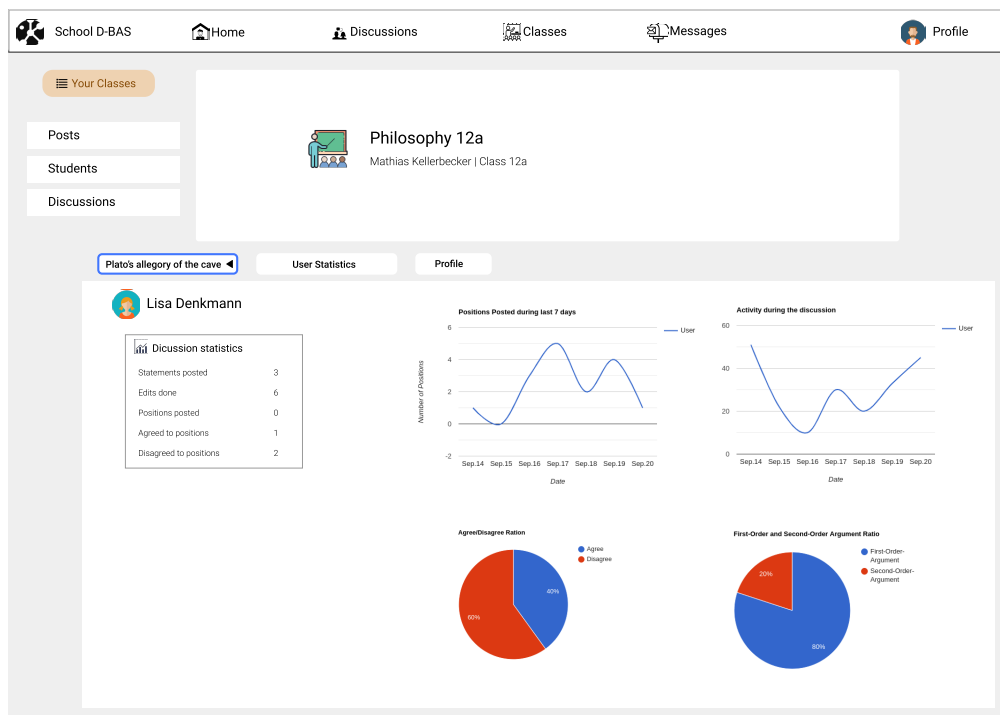 School D-BAS Home Discussions Classes Messages Profile
Your Classes
Posts
Students
Discussions
Philosophy 12a
Mathias Kellerbecker | Class 12a
Plato's allegory of the cave User Statistics Profile
Lisa Denkmann
Dicussion statistics
Statements posted 3
Edits done 6
Positions posted 0
Agreed to positions 1
Disagreed to positions 2
Positions Posted during last 7 days
User
Number of Positions
6
4
2
0
-2
Sep.14 Sep.15 Sep.16 Sep.17 Sep.18 Sep.19 Sep.20
Date
Activity during the discussion
User
60
40
20
0
Sep.14 Sep.15 Sep.16 Sep.17 Sep.18 Sep.19 Sep.20
Date
Agree/Disagree Ration
Agree
Disagree
40%
60%
First-Order and Second-Order Argument Ratio
First-Order-
Argument
Second-Order-
Argument
20%
80%